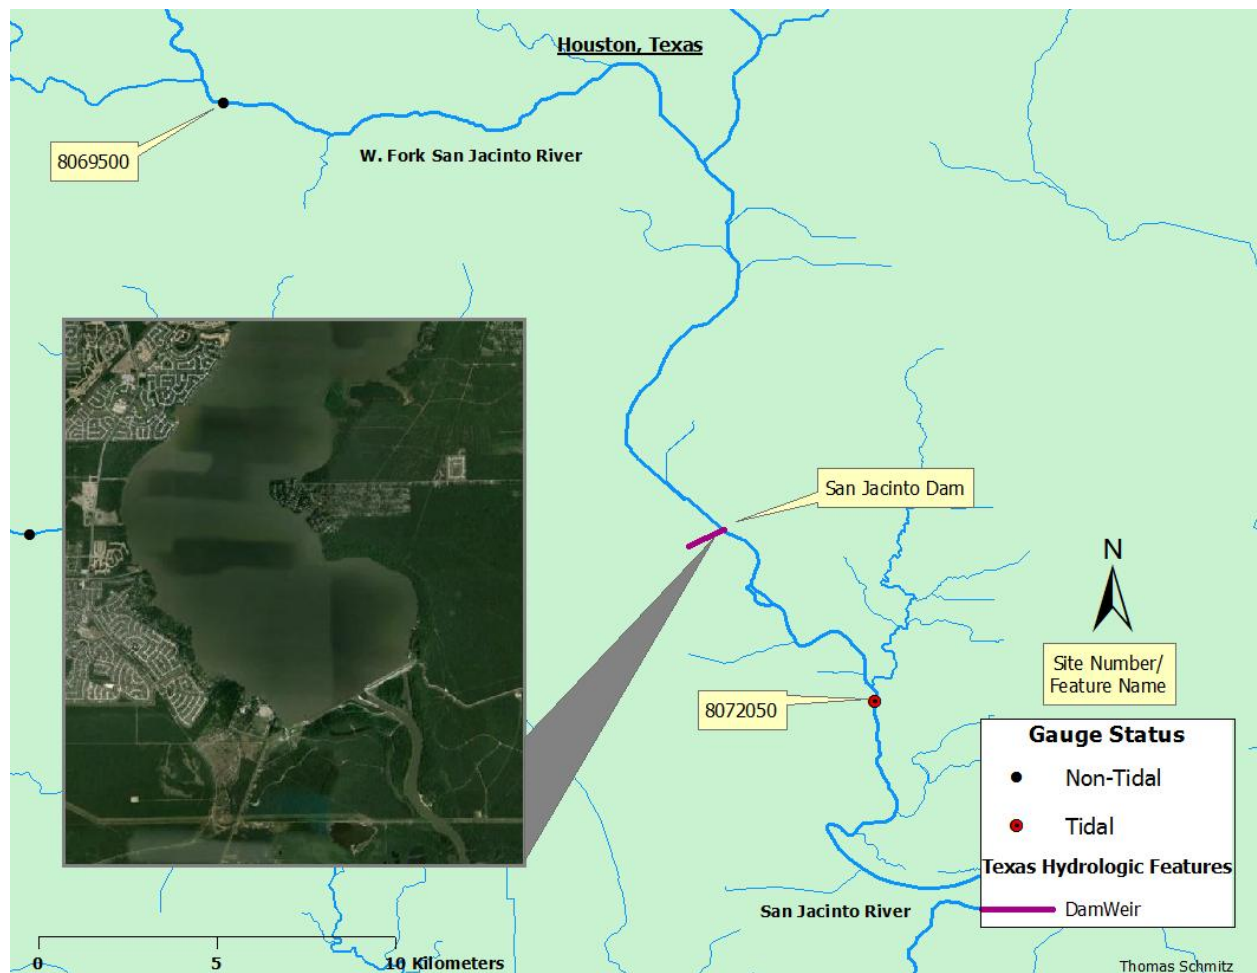 Houston, Texas
8069500
W. Fork San Jacinto River
San Jacinto Dam
N
Site Number/
Feature Name
8072050
Gauge Status
Non-Tidal
Tidal
Texas Hydrologic Features
DamWeir
San Jacinto River
0 5 10 Kilometers
Thomas Schmitz